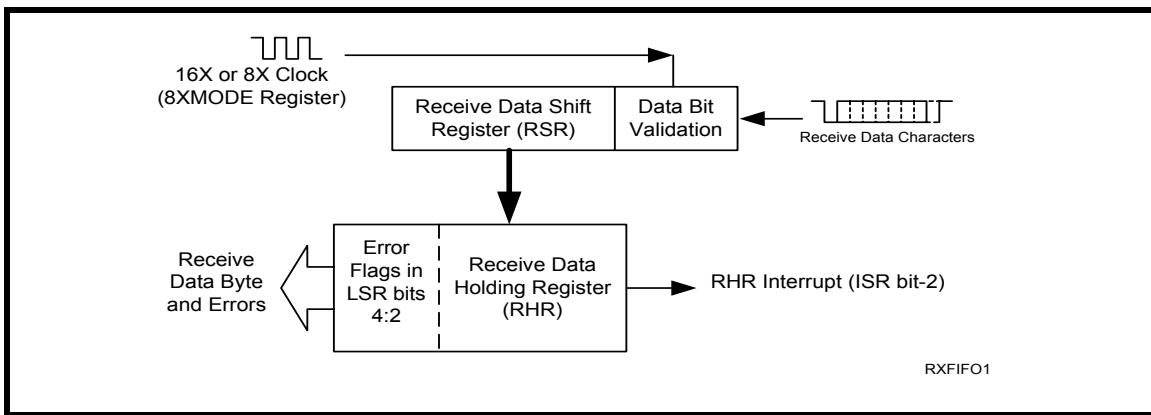 16X or 8X Clock
(8XMODE Register)
Receive Data Shift
Register (RSR)
Data Bit
Validation
Receive Data Characters
Receive
Data Byte
and Errors
Error
Flags in
LSR bits
4:2
Receive Data
Holding Register
(RHR)
RHR Interrupt (ISR bit-2)
RXFIFO1